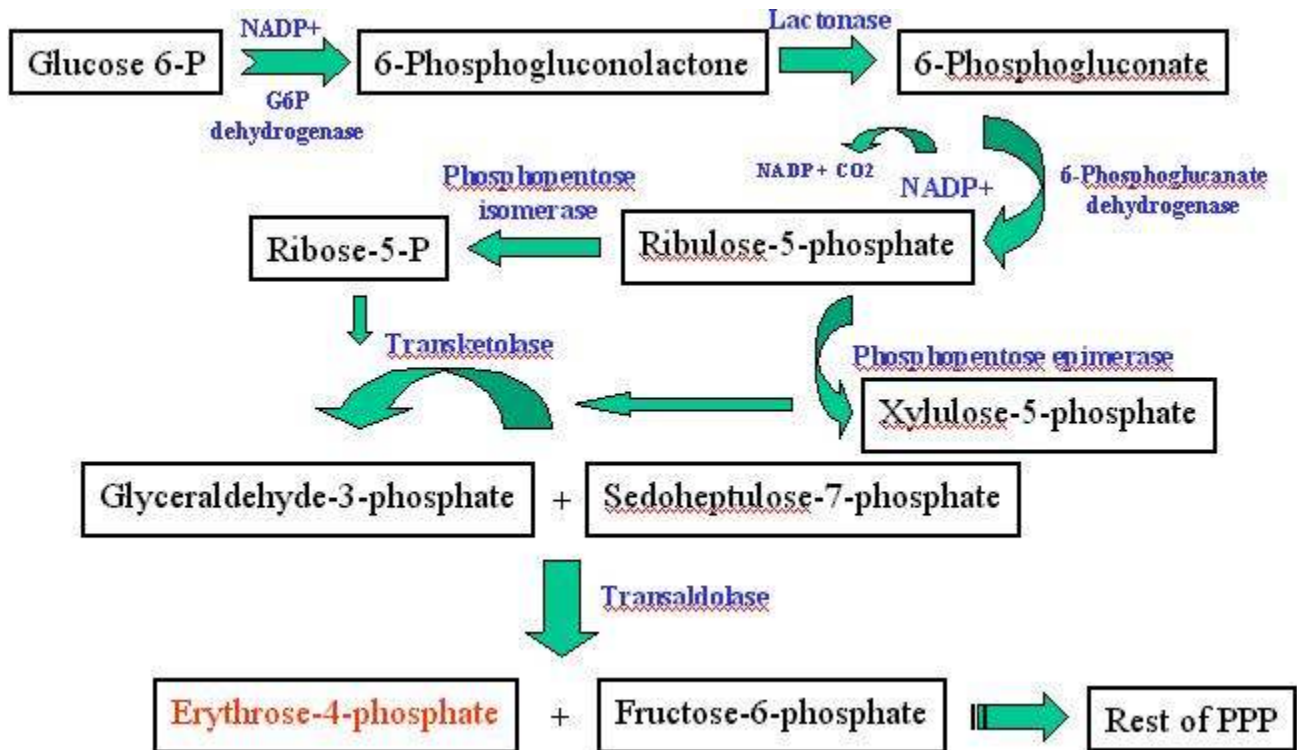 NADP+
Lactonase
Glucose 6-P
6-Phosphogluconolactone
6-Phosphogluconate
G6P
dehydrogenase
NADP + CO2
NADP+
6-Phosphoglucanate
dehydrogenase
Phosphopentose
isomerase
Ribose-5-P
Ribulose-5-phosphate
Transketolase
Phosphopentose epimerase
Xylulose-5-phosphate
Glyceraldehyde-3-phosphate + Sedoheptulose-7-phosphate
Transaldolase
Erythrose-4-phosphate + Fructose-6-phosphate
Rest of PPP